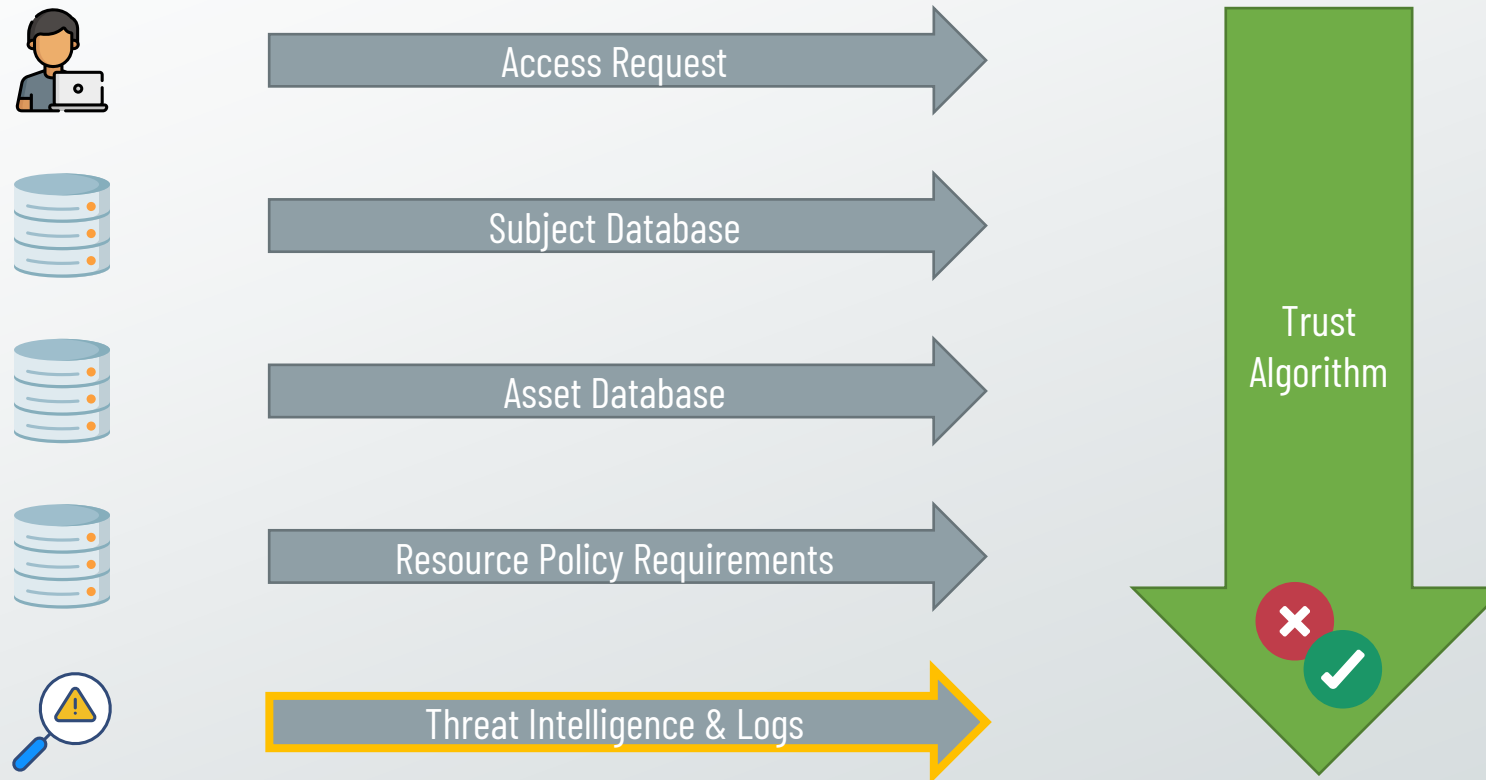 Access Request
Subject Database
Asset Database
Resource Policy Requirements
Threat Intelligence & Logs
Trust
Algorithm